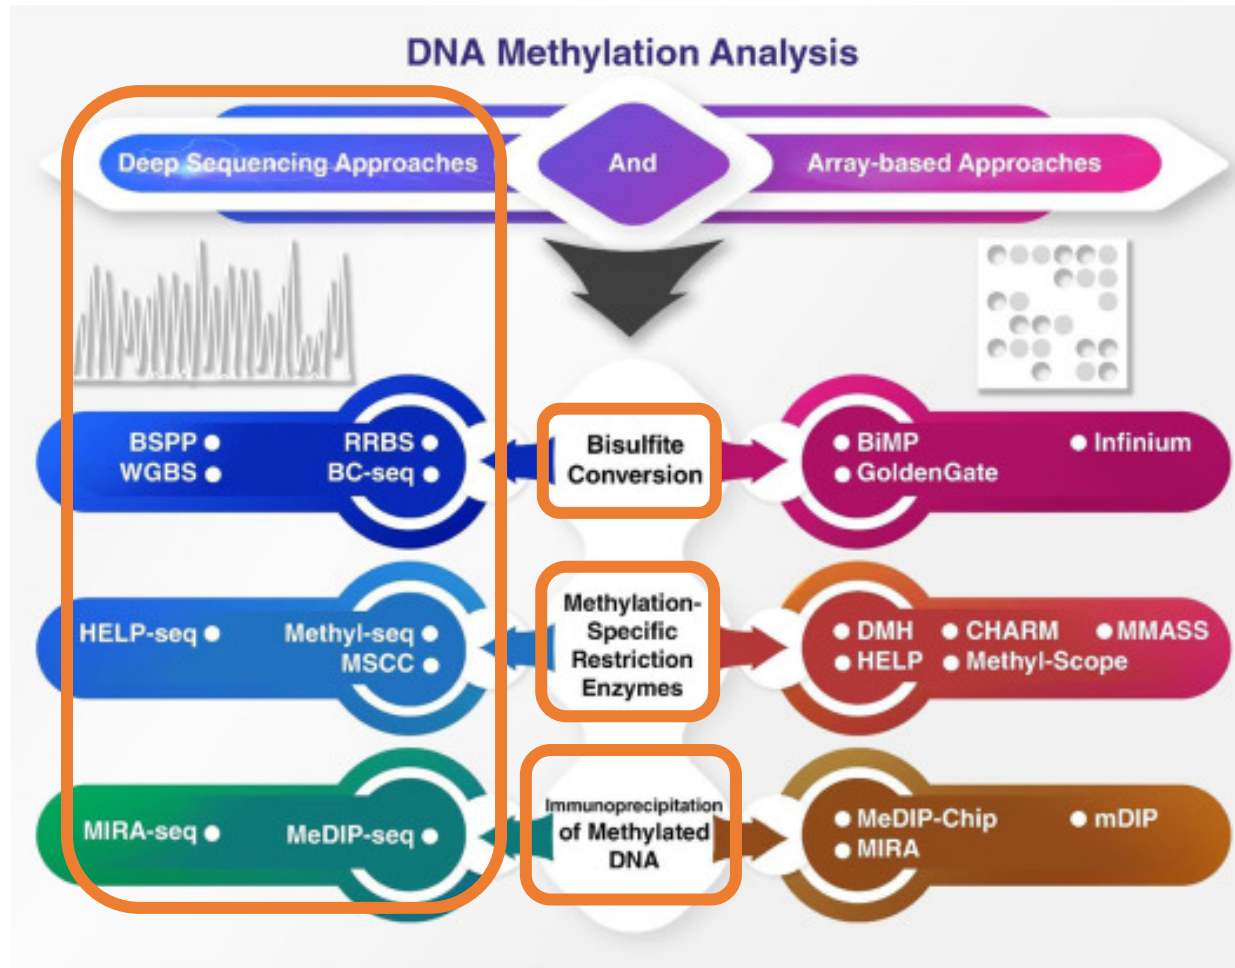 DNA Methylation Analysis
Deep Sequencing Approaches And Array-based Approaches
BSPP RRBS
WGBS BC-seq
Bisulfite
Conversion
BiMP Infinium
GoldenGate
HELP-seq Methyl-seq
MSCC
Methylation-
Specific
Restriction
Enzymes
DMH CHARM MMASS
HELP Methyl-Scope
MIRA-seq MeDIP-seq
Immunoprecipitation
of Methylated
DNA
MeDIP-Chip mDIP
MIRA